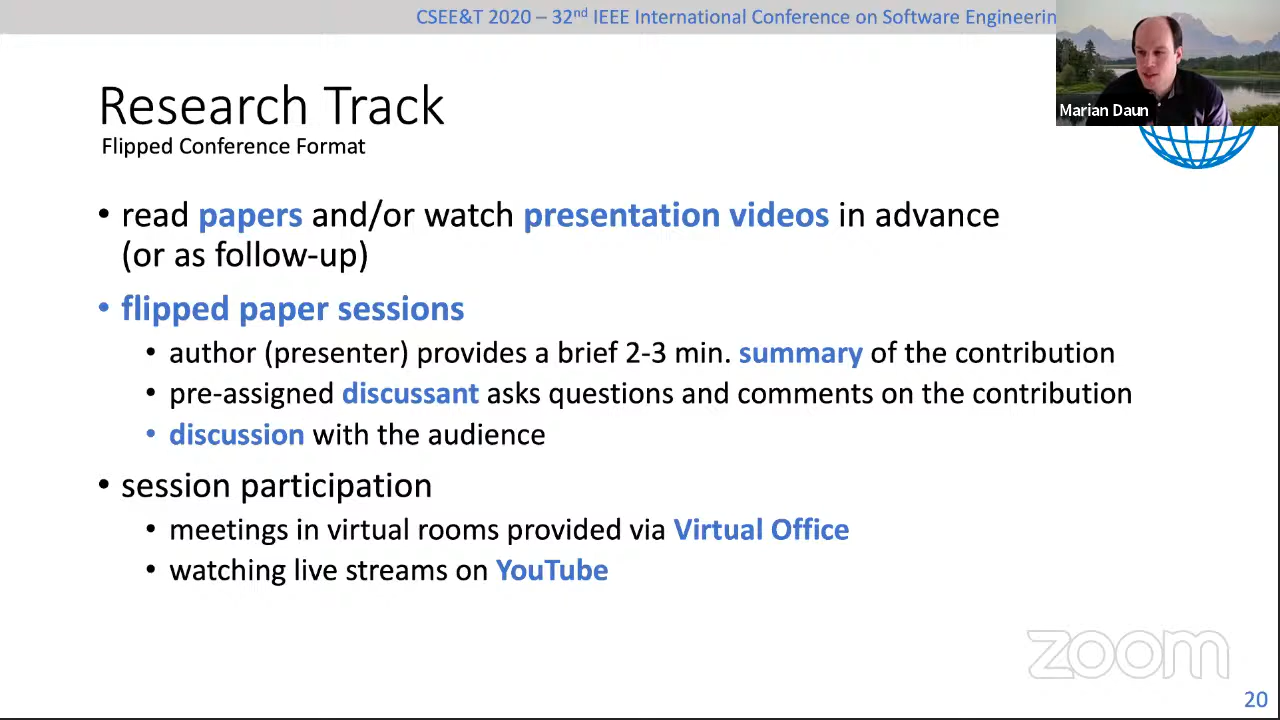 CSEE&T 2020 – 32nd IEEE International Conference on Software Engineerin
Marian Daun
Research Track
Flipped Conference Format
• read papers and/or watch presentation videos in advance
(or as follow-up)
• flipped paper sessions
• author (presenter) provides a brief 2-3 min. summary of the contribution
• pre-assigned discussant asks questions and comments on the contribution
• discussion with the audience
• session participation
• meetings in virtual rooms provided via Virtual Office
• watching live streams on YouTube
zoom
20